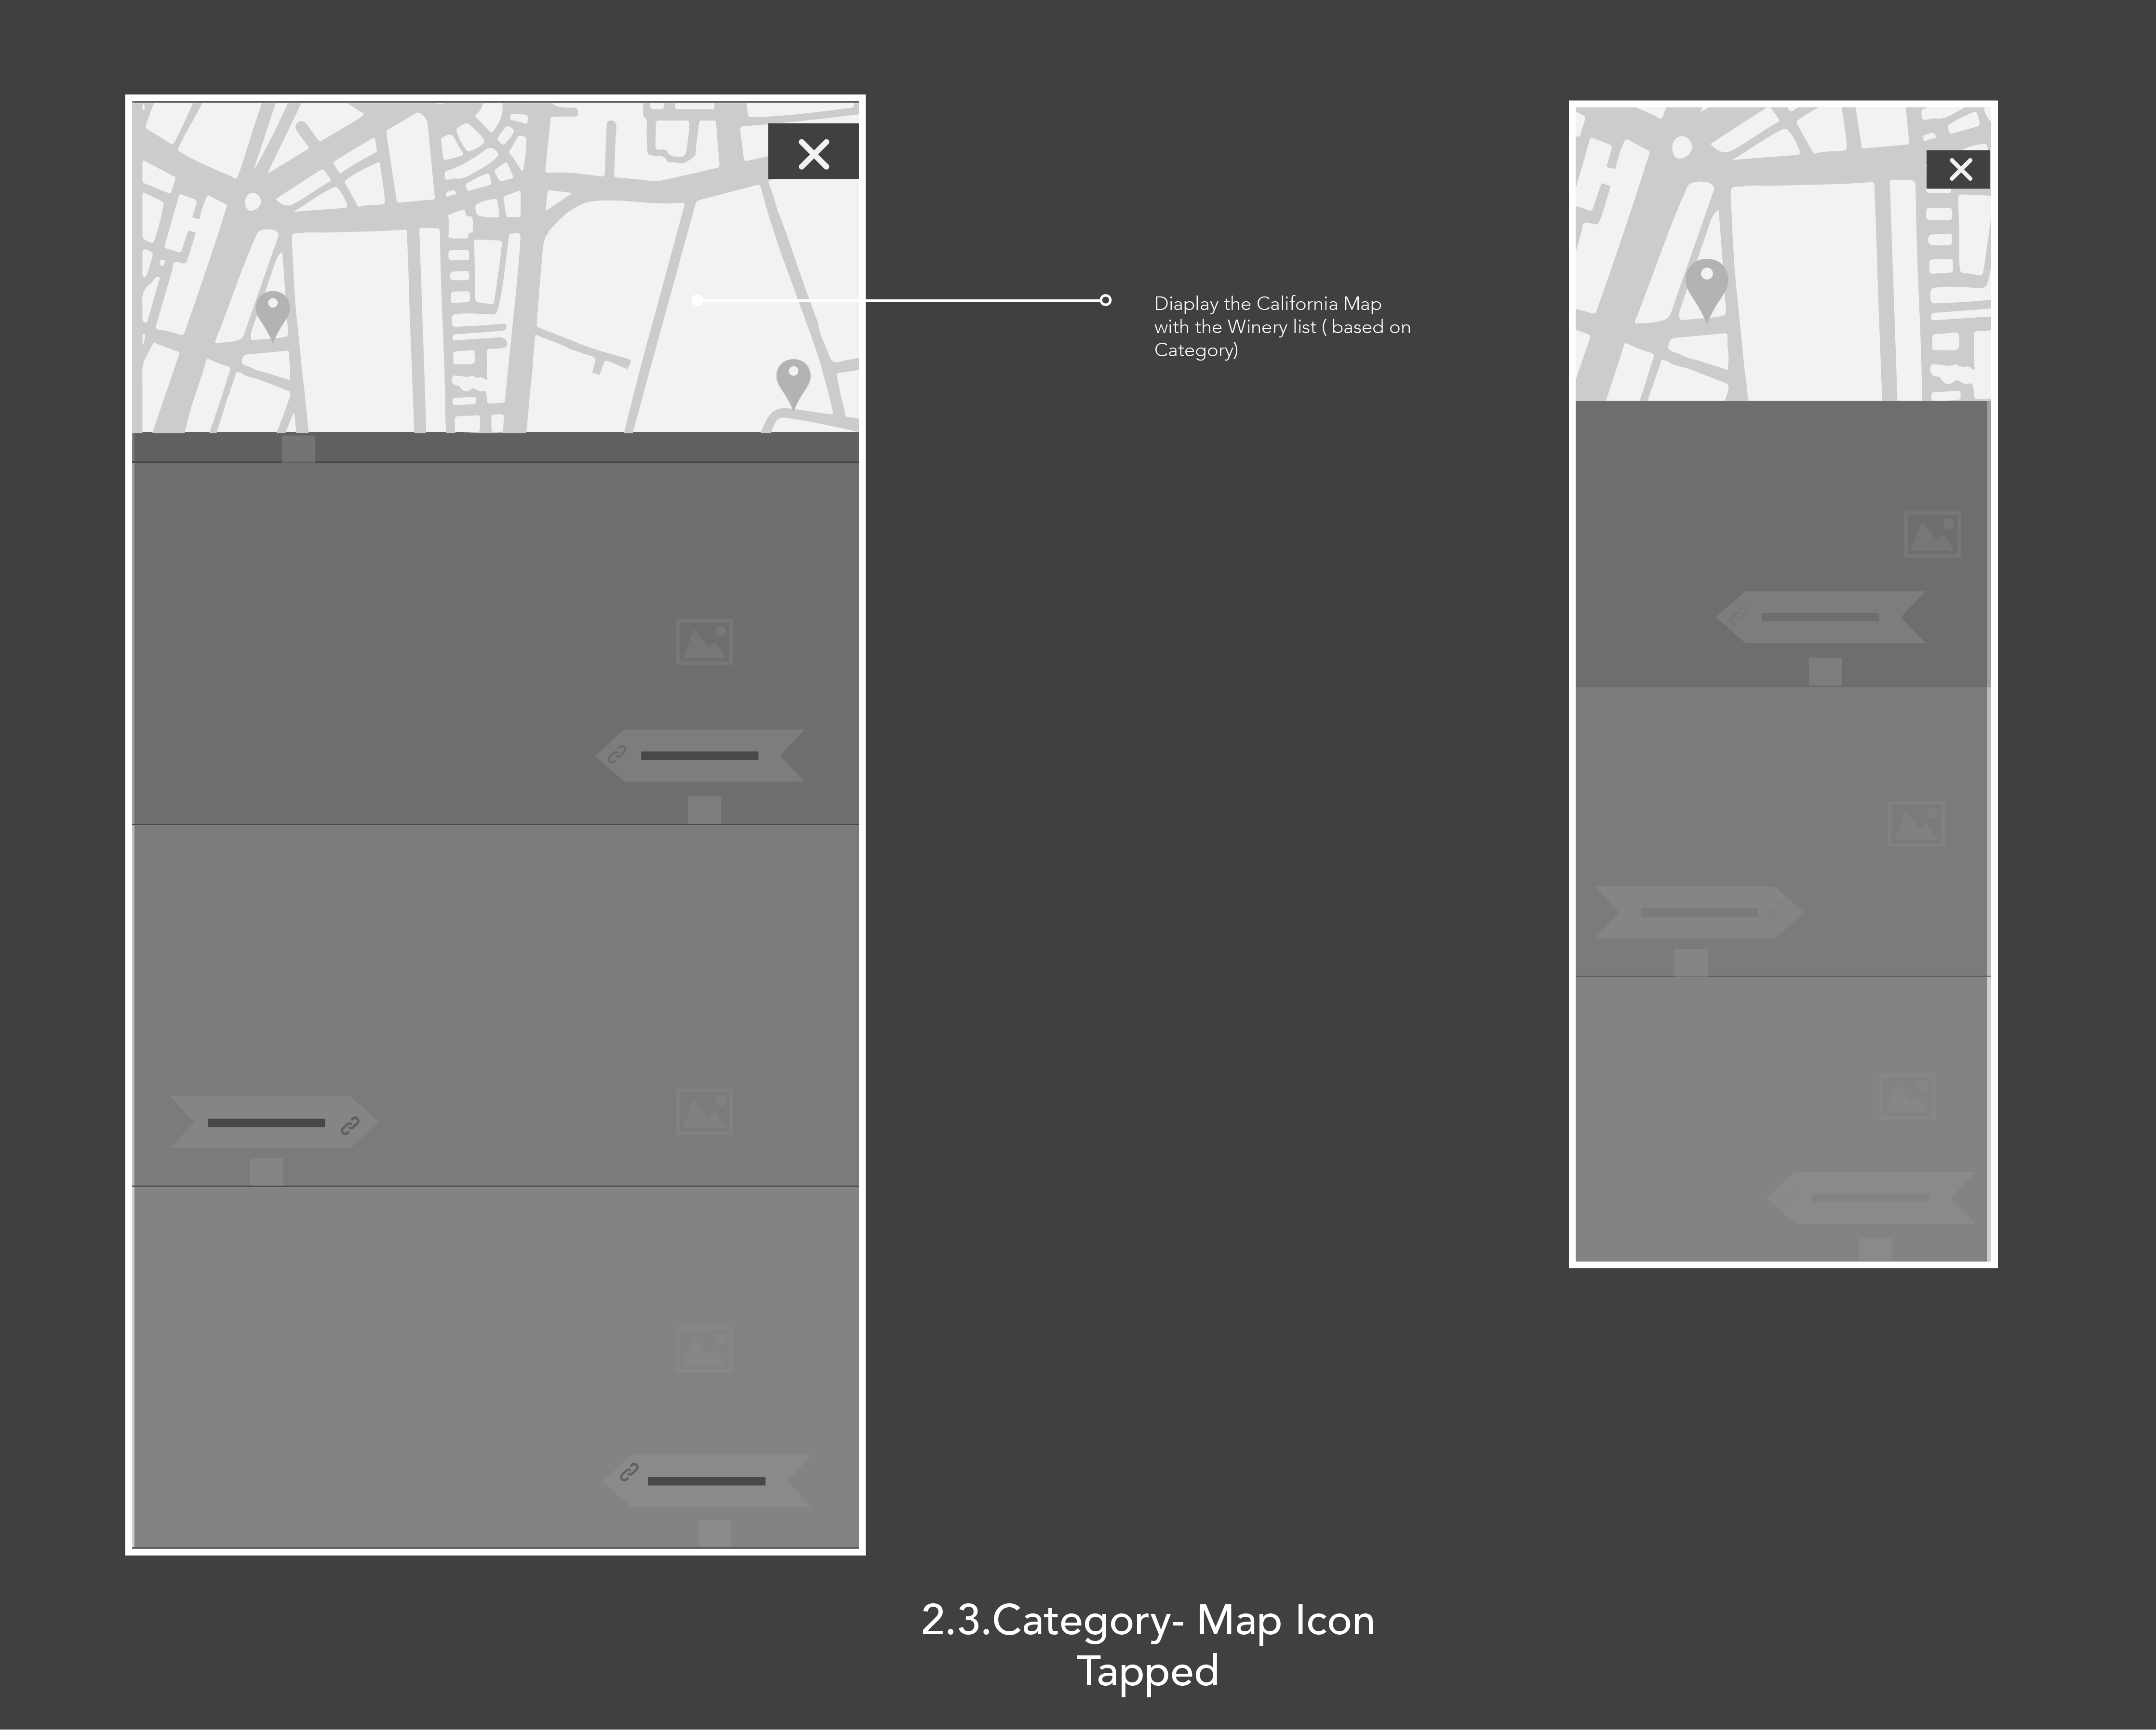 Diaplay the California Map
with the Winery list ( based on
Category)
2.3.Category- Map Icon
Tapped